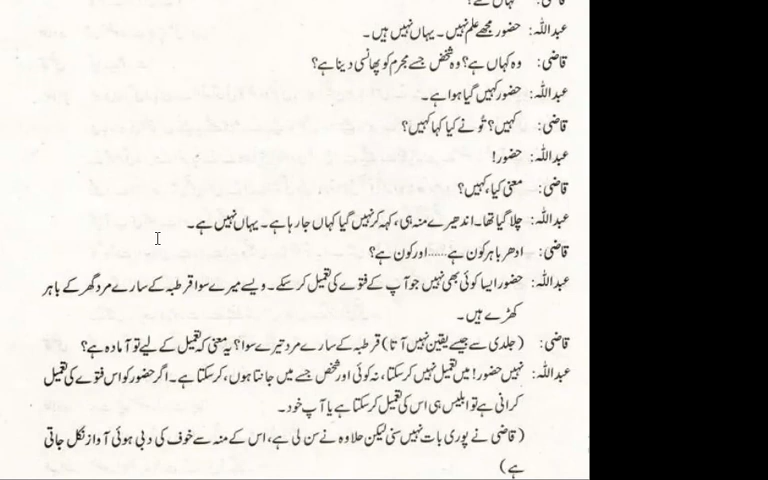 عبداللہ: حضور مجھے علم نہیں۔ یہاں نہیں ہیں۔
قاضی: وہ کہاں ہے؟ وہ شخص جسے مجرم کو پھانسی دینا ہے؟
عبداللہ: حضور کہیں گیا ہوا ہے۔
قاضی: کہیں؟ تُو نے کیا کہا کہیں؟
عبداللہ: حضور!
قاضی: معنی کیا، کہیں؟
عبداللہ: چلا گیا تھا۔ اندھیرے منہ ہی، کہہ کر نہیں گیا کہاں جا رہا ہے۔ یہاں نہیں ہے۔
قاضی: ادھر باہر کون ہے......اور کون ہے؟
عبداللہ: حضور ایسا کوئی بھی نہیں جو آپ کے فتوے کی تعمیل کر سکے۔ ویسے میرے سوا قرطبہ کے سارے مرد گھر کے باہر
کھڑے ہیں۔
قاضی: (جلدی سے جیسے یقین نہیں آتا) قرطبہ کے سارے مرد تیرے سوا؟ یہ معنی کہ تعمیل کے لیے تو آمادہ ہے؟
عبداللہ: نہیں حضور! میں تعمیل نہیں کر سکتا، نہ کوئی اور شخص جسے میں جانتا ہوں، کر سکتا ہے۔ اگر حضور کو اس فتوے کی تعمیل
کرانی ہے تو ابلیس ہی اس کی تعمیل کر سکتا ہے یا آپ خود۔
(قاضی نے پوری بات نہیں سنی لیکن حلاوہ نے سن لی ہے، اس کے منہ سے خوف کی دبی ہوئی آواز نکل جاتی
ہے)